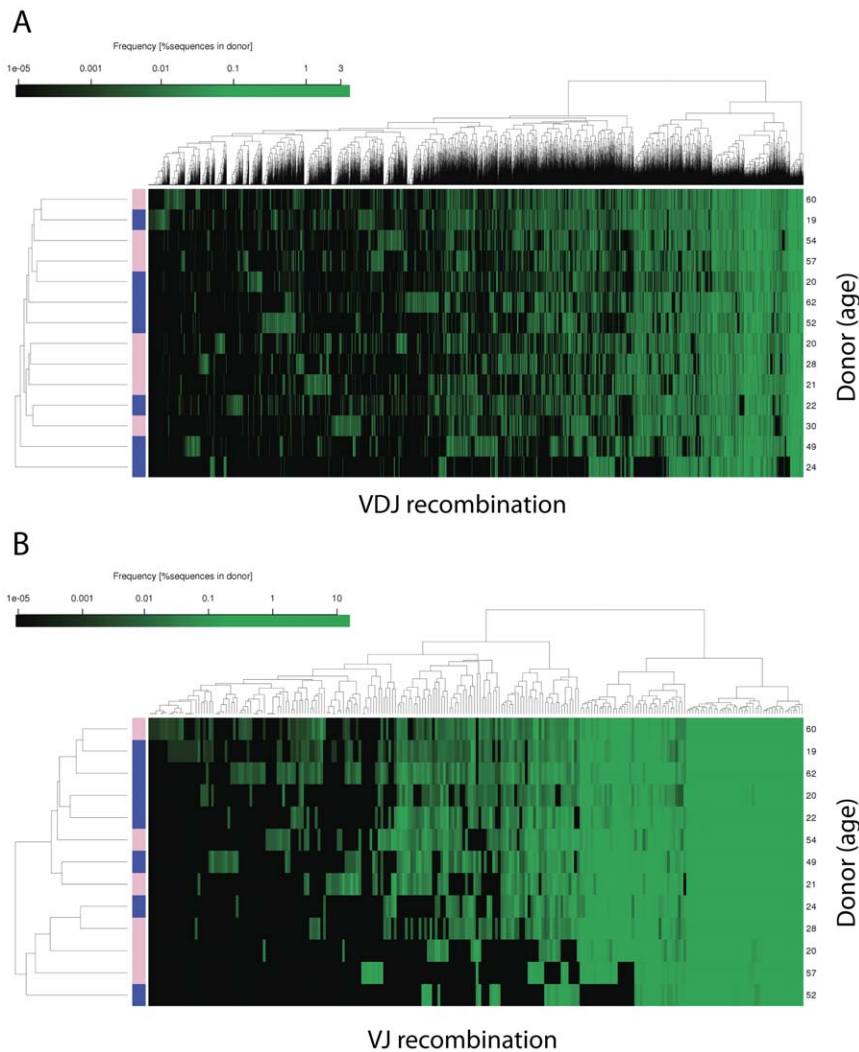 A
Frequency [%sequences in donor]
1e-05 0.001 0.1 1 3
60
19
54
57
20
62
52
20
28
21
22
30
49
24
Donor (age)
VDJ recombination
B
Frequency [%sequences in donor]
1e-05 0.001 0.01 0.1 1 10
60
19
62
20
22
54
49
21
24
28
20
57
52
Donor (age)
VJ recombination